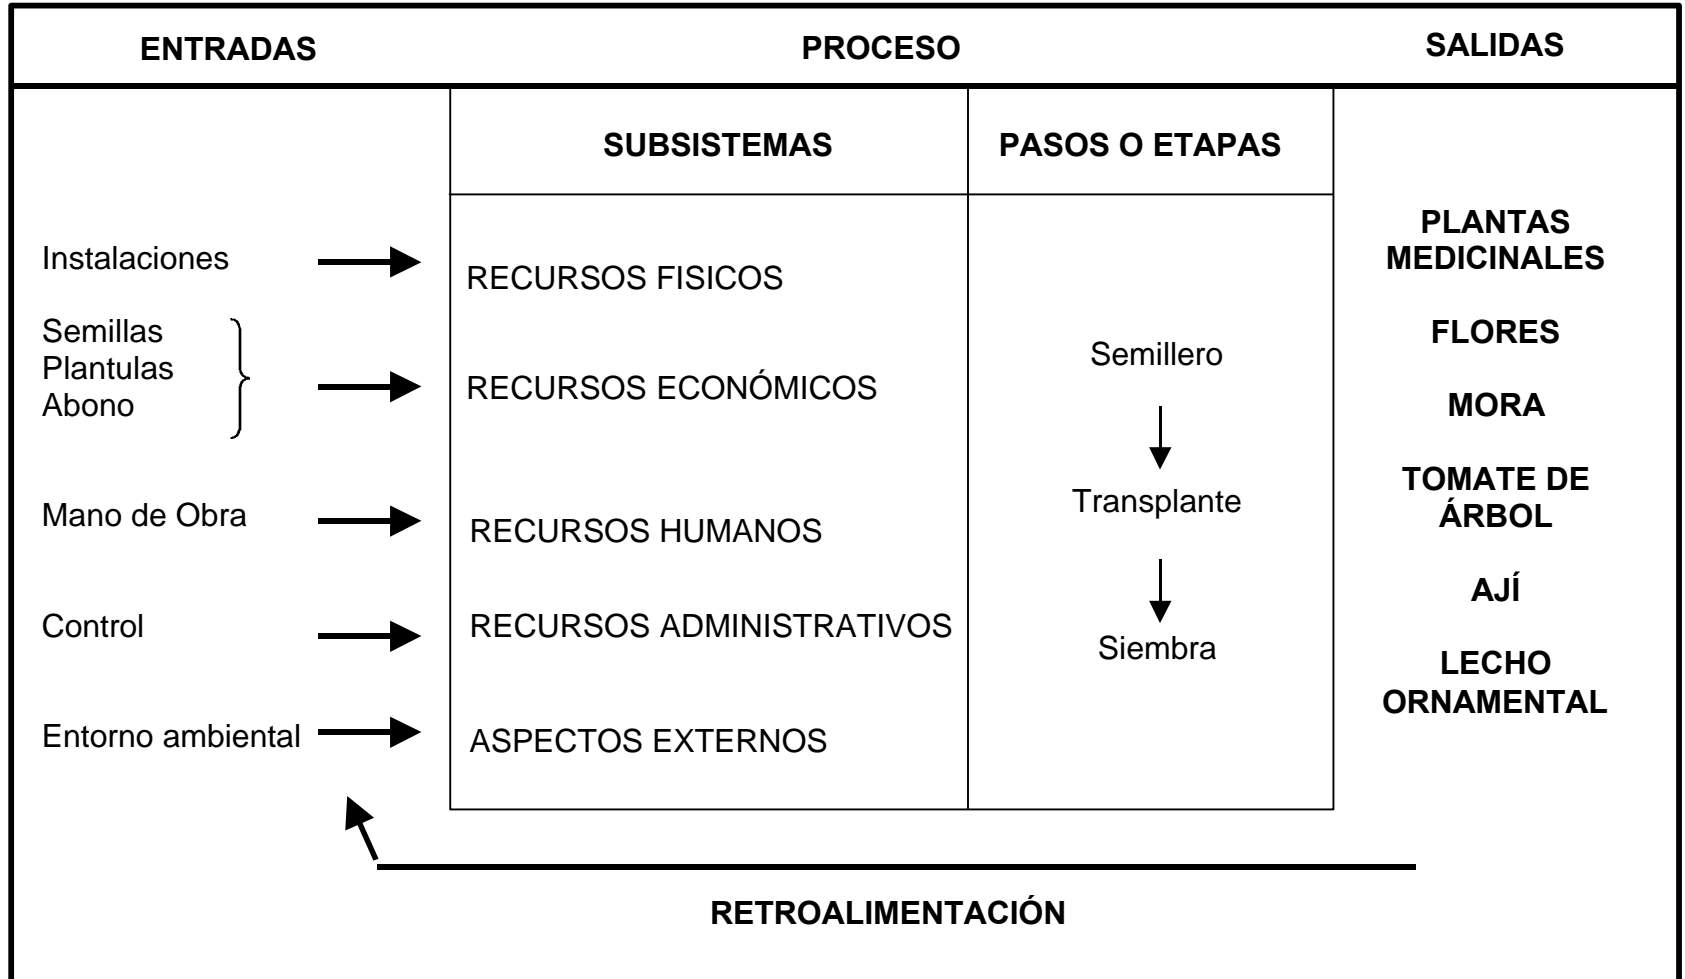 ENTRADAS
PROCESO
SALIDAS
SUBSISTEMAS
PASOS O ETAPAS
Instalaciones
Semillas
Plantulas
Abono
Mano de Obra
Control
Entorno ambiental
RECURSOS FISICOS
RECURSOS ECONÓMICOS
RECURSOS HUMANOS
RECURSOS ADMINISTRATIVOS
ASPECTOS EXTERNOS
Semillero
Transplante
Siembra
PLANTAS
MEDICINALES
FLORES
MORA
TOMATE DE
ÁRBOL
AJÍ
LECHO
ORNAMENTAL
RETROALIMENTACIÓN